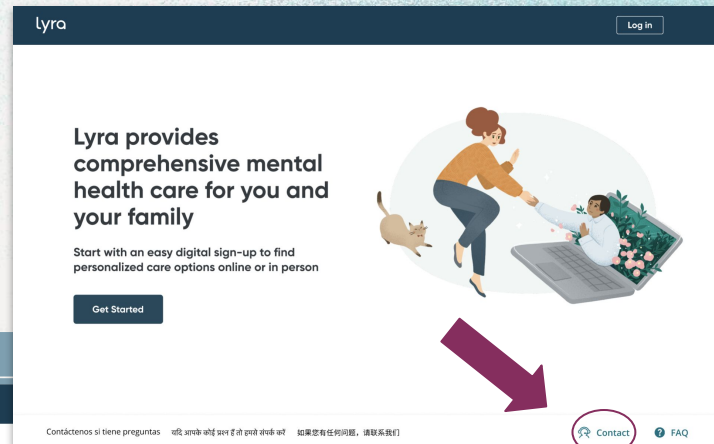 lyra
Log in
Lyra provides
comprehensive mental
health care for you and
your family
Start with an easy digital sign-up to find
personalized care options online or in person
Get Started
Contáctenos si tiene preguntas यदि आपके कोई प्रश्न हैं तो हमसे संपर्क करें 如果您有任何问题，请联系我们
Contact
FAQ